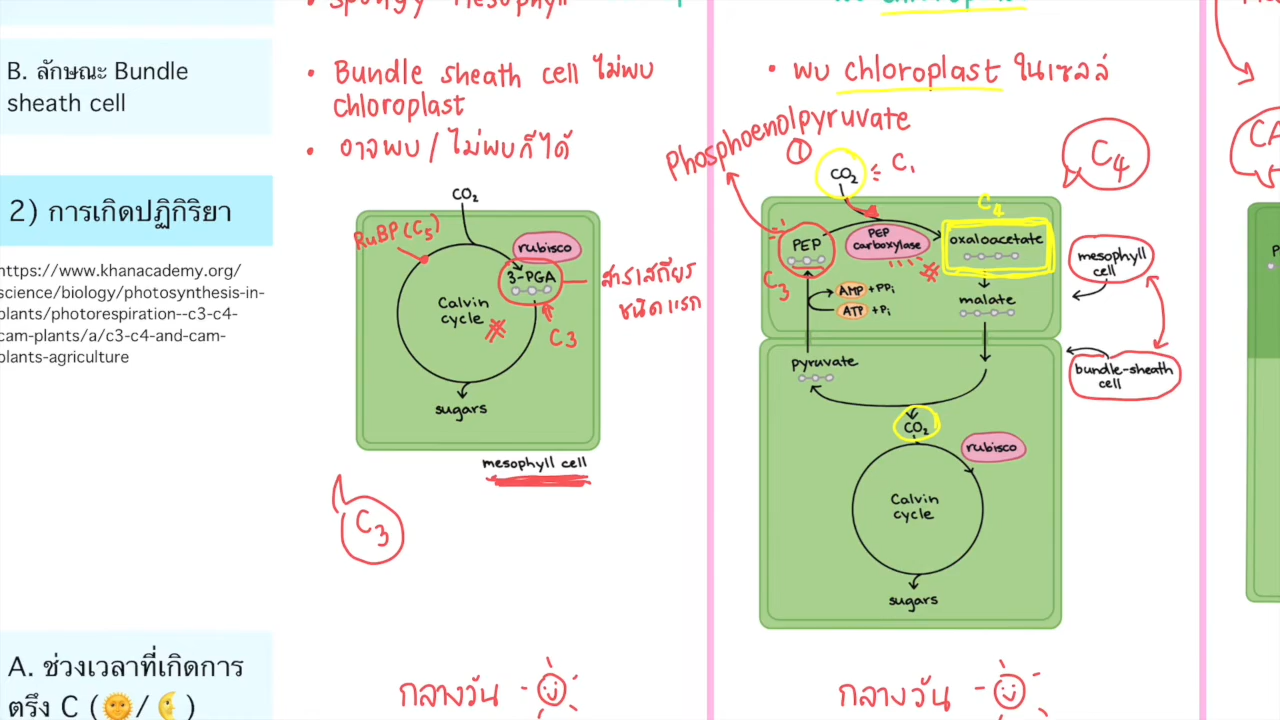 spongy mesophyll
B. ลักษณะ Bundle
sheath cell
• Bundle sheath cell ไม่พบ
chloroplast
• อาจพบ / ไม่พบก็ได้
• พบ chloroplast ในเซลล์
Phosphoenolpyruvate
2) การเกิดปฏิกิริยา
https://www.khanacademy.org/
science/biology/photosynthesis-in-
plants/photorespiration--c3-c4-
cam-plants/a/c3-c4-and-cam-
plants-agriculture
CO₂
RuBP (C₅)
rubisco
3-PGA
สารเสถียร
ชนิดแรก
C₃
Calvin
cycle
sugars
mesophyll cell
C₃
①
CO₂
C₁
C₄
C₄
PEP
C₃
PEP
carboxylase
oxaloacetate
mesophyll
cell
AMP + PPᵢ
ATP + Pᵢ
malate
pyruvate
bundle-sheath
cell
CO₂
rubisco
Calvin
cycle
sugars
A. ช่วงเวลาที่เกิดการ
ตรึง C (🌞/🌛)
กลางวัน
กลางวัน